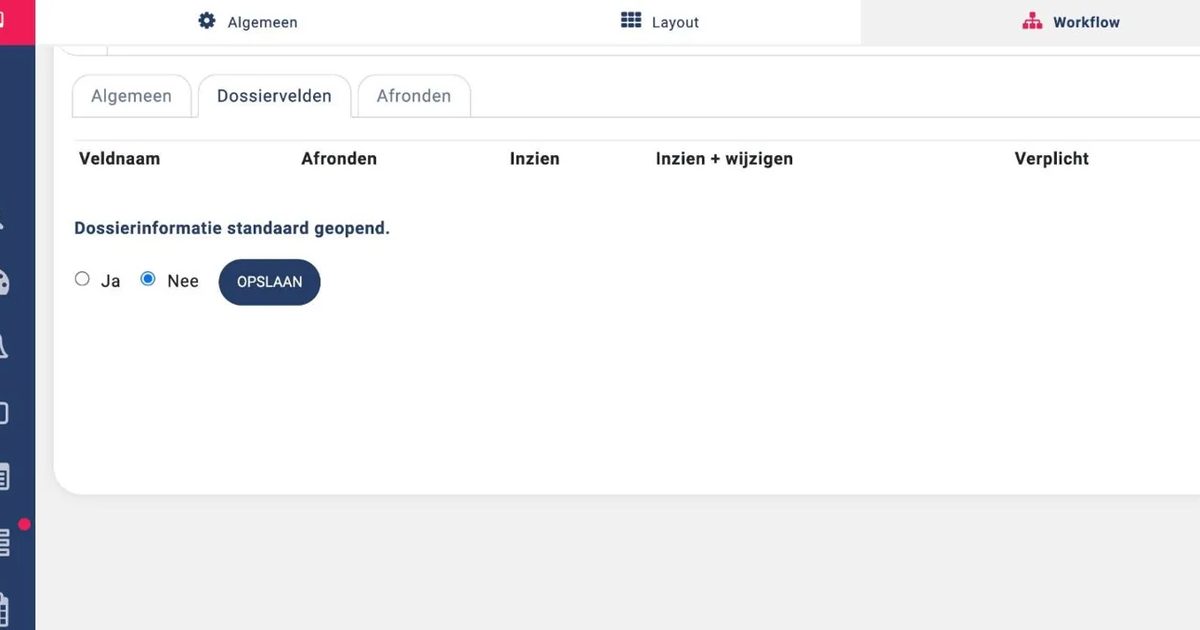 Algemeen Layout Workflow
Algemeen Dossiervelden Afronden
Veldnaam Afronden Inzien Inzien + wijzigen Verplicht
Dossierinformatie standaard geopend.
Ja Nee OPSLAAN